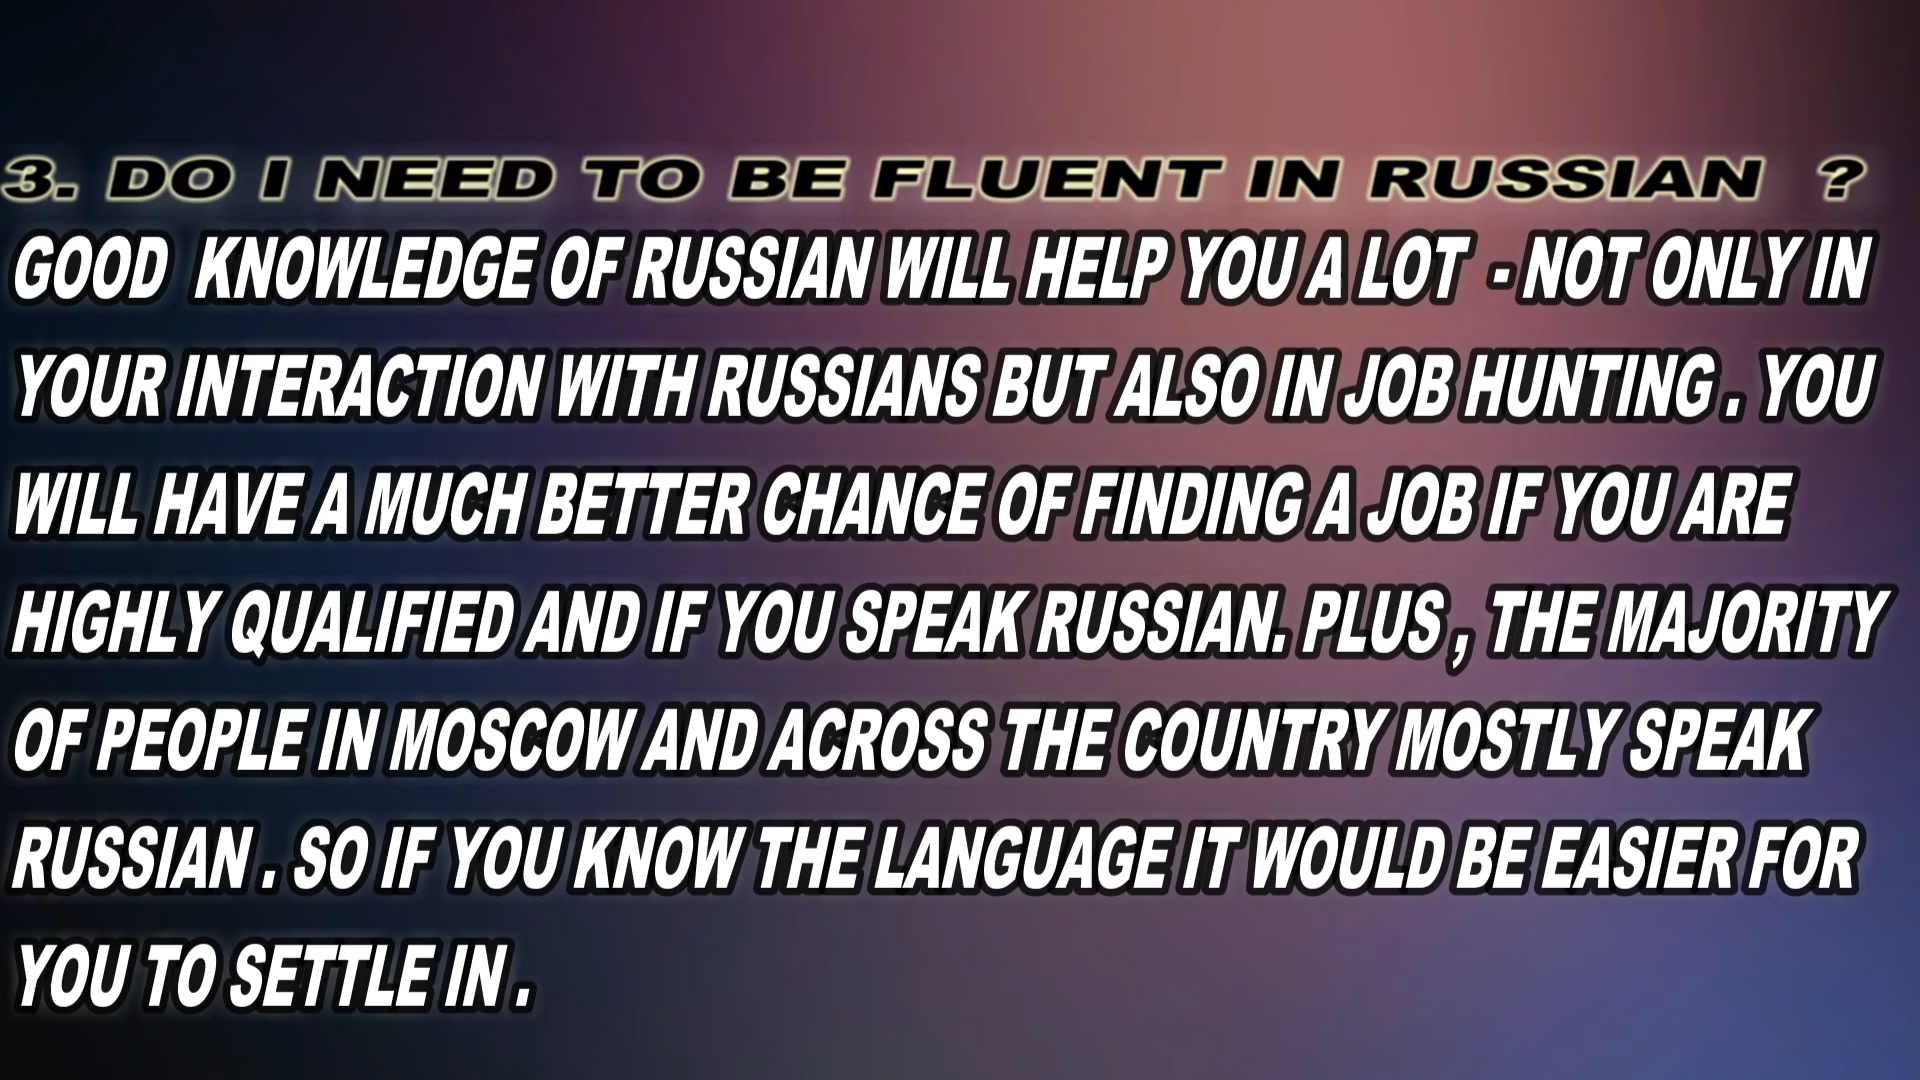 3. DO I NEED TO BE FLUENT IN RUSSIAN ?
GOOD KNOWLEDGE OF RUSSIAN WILL HELP YOU A LOT - NOT ONLY IN
YOUR INTERACTION WITH RUSSIANS BUT ALSO IN JOB HUNTING . YOU
WILL HAVE A MUCH BETTER CHANCE OF FINDING A JOB IF YOU ARE
HIGHLY QUALIFIED AND IF YOU SPEAK RUSSIAN. PLUS , THE MAJORITY
OF PEOPLE IN MOSCOW AND ACROSS THE COUNTRY MOSTLY SPEAK
RUSSIAN . SO IF YOU KNOW THE LANGUAGE IT WOULD BE EASIER FOR
YOU TO SETTLE IN .